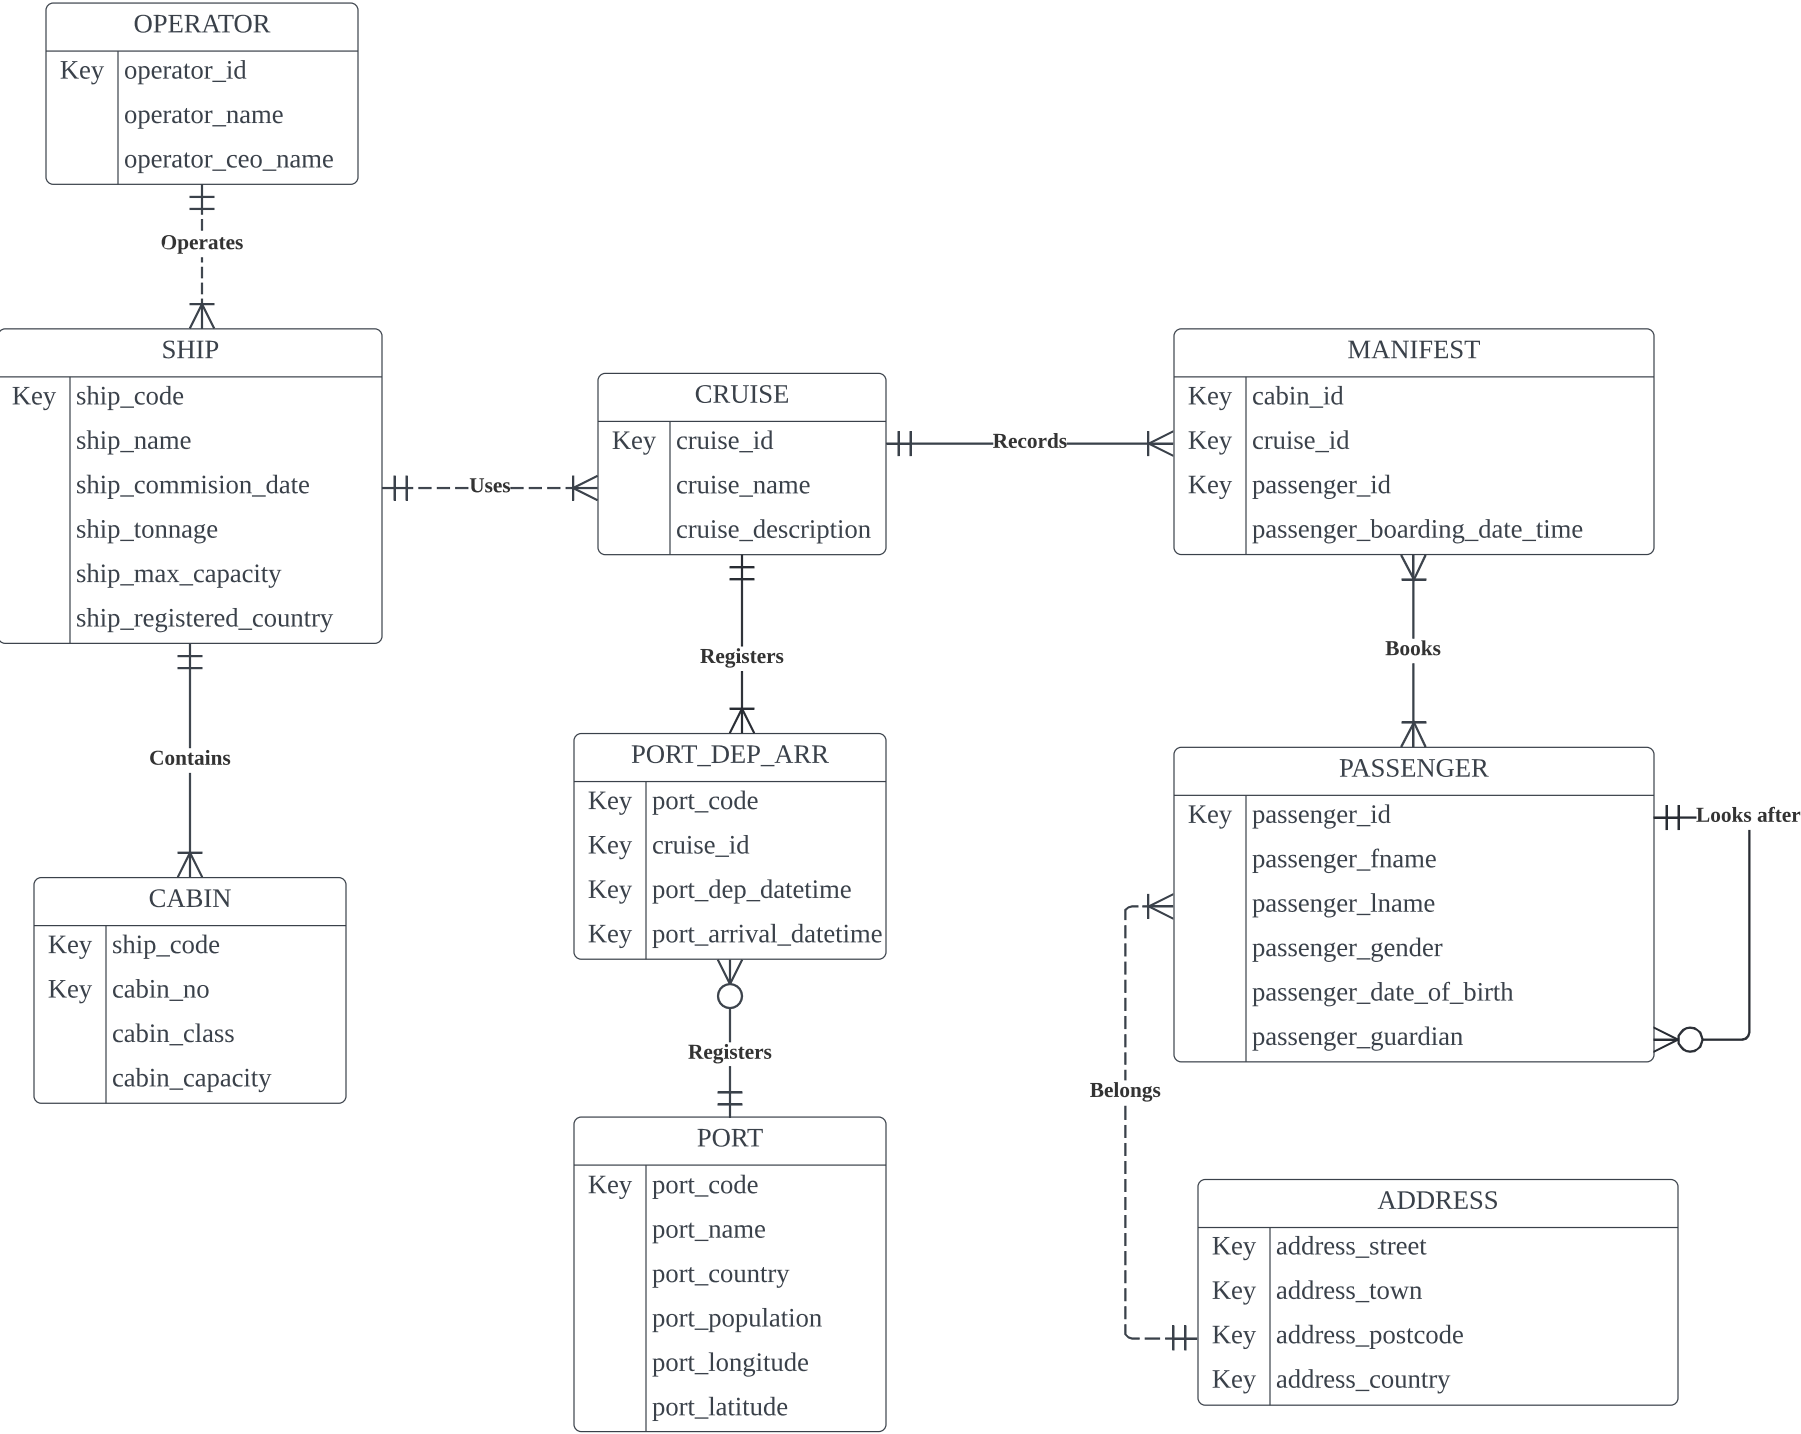 OPERATOR
Key operator_id
operator_name
operator_ceo_name
Operates
SHIP
Key ship_code
ship_name
ship_commision_date
ship_tonnage
ship_max_capacity
ship_registered_country
Uses
CRUISE
Key cruise_id
cruise_name
cruise_description
Records
MANIFEST
Key cabin_id
Key cruise_id
Key passenger_id
passenger_boarding_date_time
Contains
Registers
Books
CABIN
Key ship_code
Key cabin_no
cabin_class
cabin_capacity
PORT_DEP_ARR
Key port_code
Key cruise_id
Key port_dep_datetime
Key port_arrival_datetime
Registers
PORT
Key port_code
port_name
port_country
port_population
port_longitude
port_latitude
PASSENGER
Key passenger_id
passenger_fname
passenger_lname
passenger_gender
passenger_date_of_birth
passenger_guardian
Looks after
Belongs
ADDRESS
Key address_street
Key address_town
Key address_postcode
Key address_country